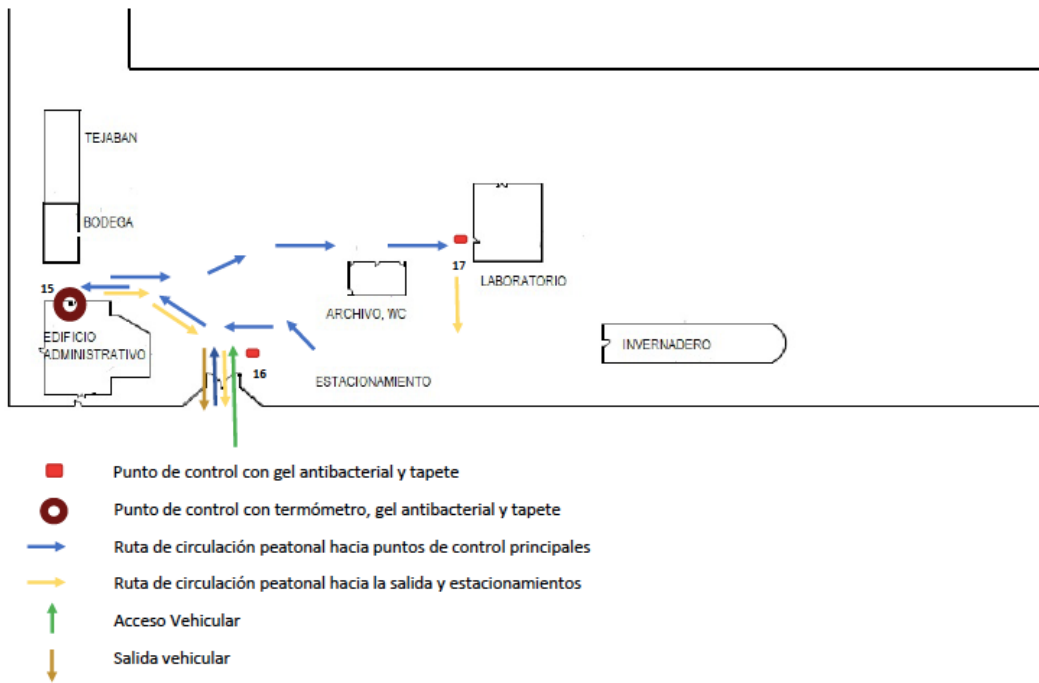 TEJABAN
BODEGA
15
17
LABORATORIO
ARCHIVO, WC
EDIFICIO
ADMINISTRATIVO
INVERNADERO
16
ESTACIONAMIENTO
Punto de control con gel antibacterial y tapete
Punto de control con termómetro, gel antibacterial y tapete
Ruta de circulación peatonal hacia puntos de control principales
Ruta de circulación peatonal hacia la salida y estacionamientos
Acceso Vehicular
Salida vehicular